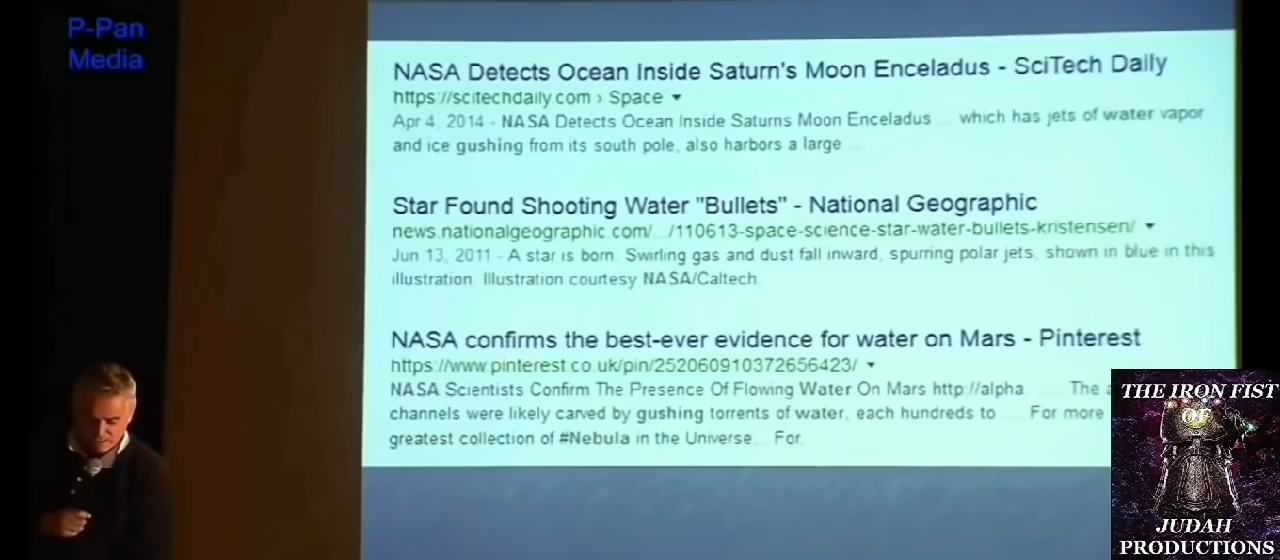 P-Pan
Media
NASA Detects Ocean Inside Saturn's Moon Enceladus - SciTech Daily
https://scitechdaily.com › Space ▾
Apr 4, 2014 - NASA Detects Ocean Inside Saturns Moon Enceladus ... which has jets of water vapor
and ice gushing from its south pole, also harbors a large ...
Star Found Shooting Water "Bullets" - National Geographic
news.nationalgeographic.com/.../110613-space-science-star-water-bullets-kristensen/ ▾
Jun 13, 2011 - A star is born. Swirling gas and dust fall inward, spurring polar jets, shown in blue in this
illustration. Illustration courtesy NASA/Caltech.
NASA confirms the best-ever evidence for water on Mars - Pinterest
https://www.pinterest.co.uk/pin/252060910372656423/ ▾
NASA Scientists Confirm The Presence Of Flowing Water On Mars http://alpha. ... The
channels were likely carved by gushing torrents of water, each hundreds to ... For more
greatest collection of #Nebula in the Universe... For.
THE IRON FIST
OF
JUDAH
PRODUCTIONS